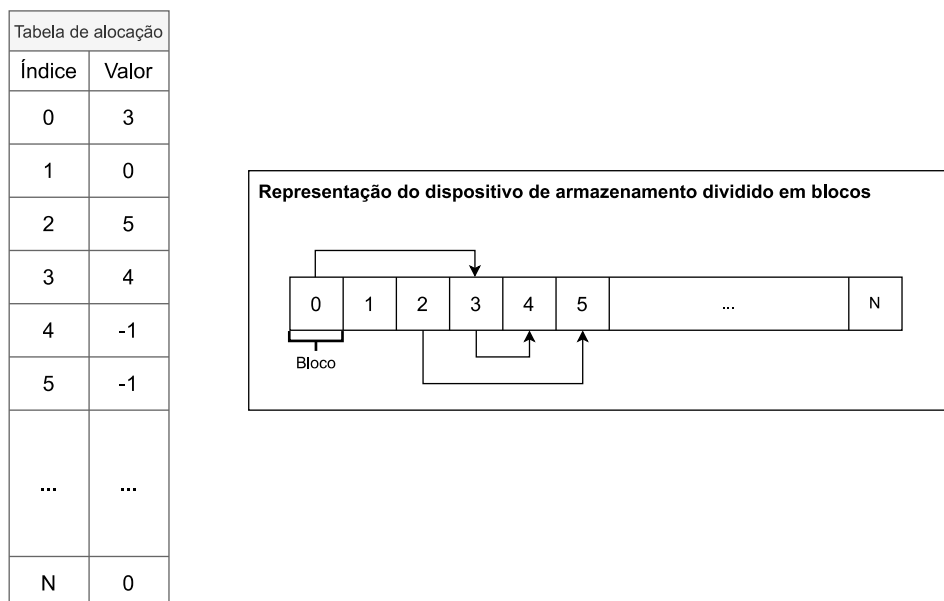 Tabela de alocação
Índice Valor
0 3
1 0
2 5
3 4
4 -1
5 -1
... ...
N 0
Representação do dispositivo de armazenamento dividido em blocos
0 1 2 3 4 5 ... N
Bloco